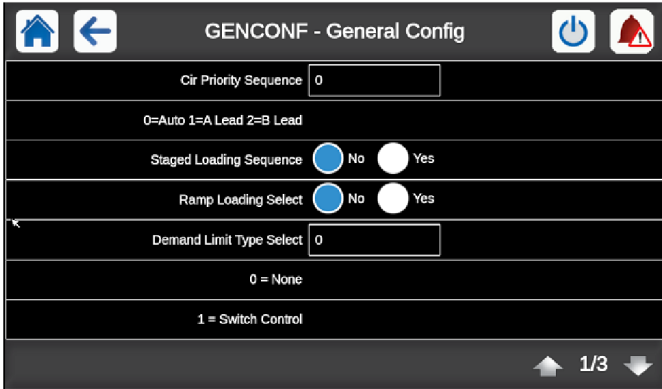 GENCONF - General Config
Cir Priority Sequence 0
0=Auto 1=A Lead 2=B Lead
Staged Loading Sequence No Yes
Ramp Loading Select No Yes
Demand Limit Type Select 0
0 = None
1 = Switch Control
1/3